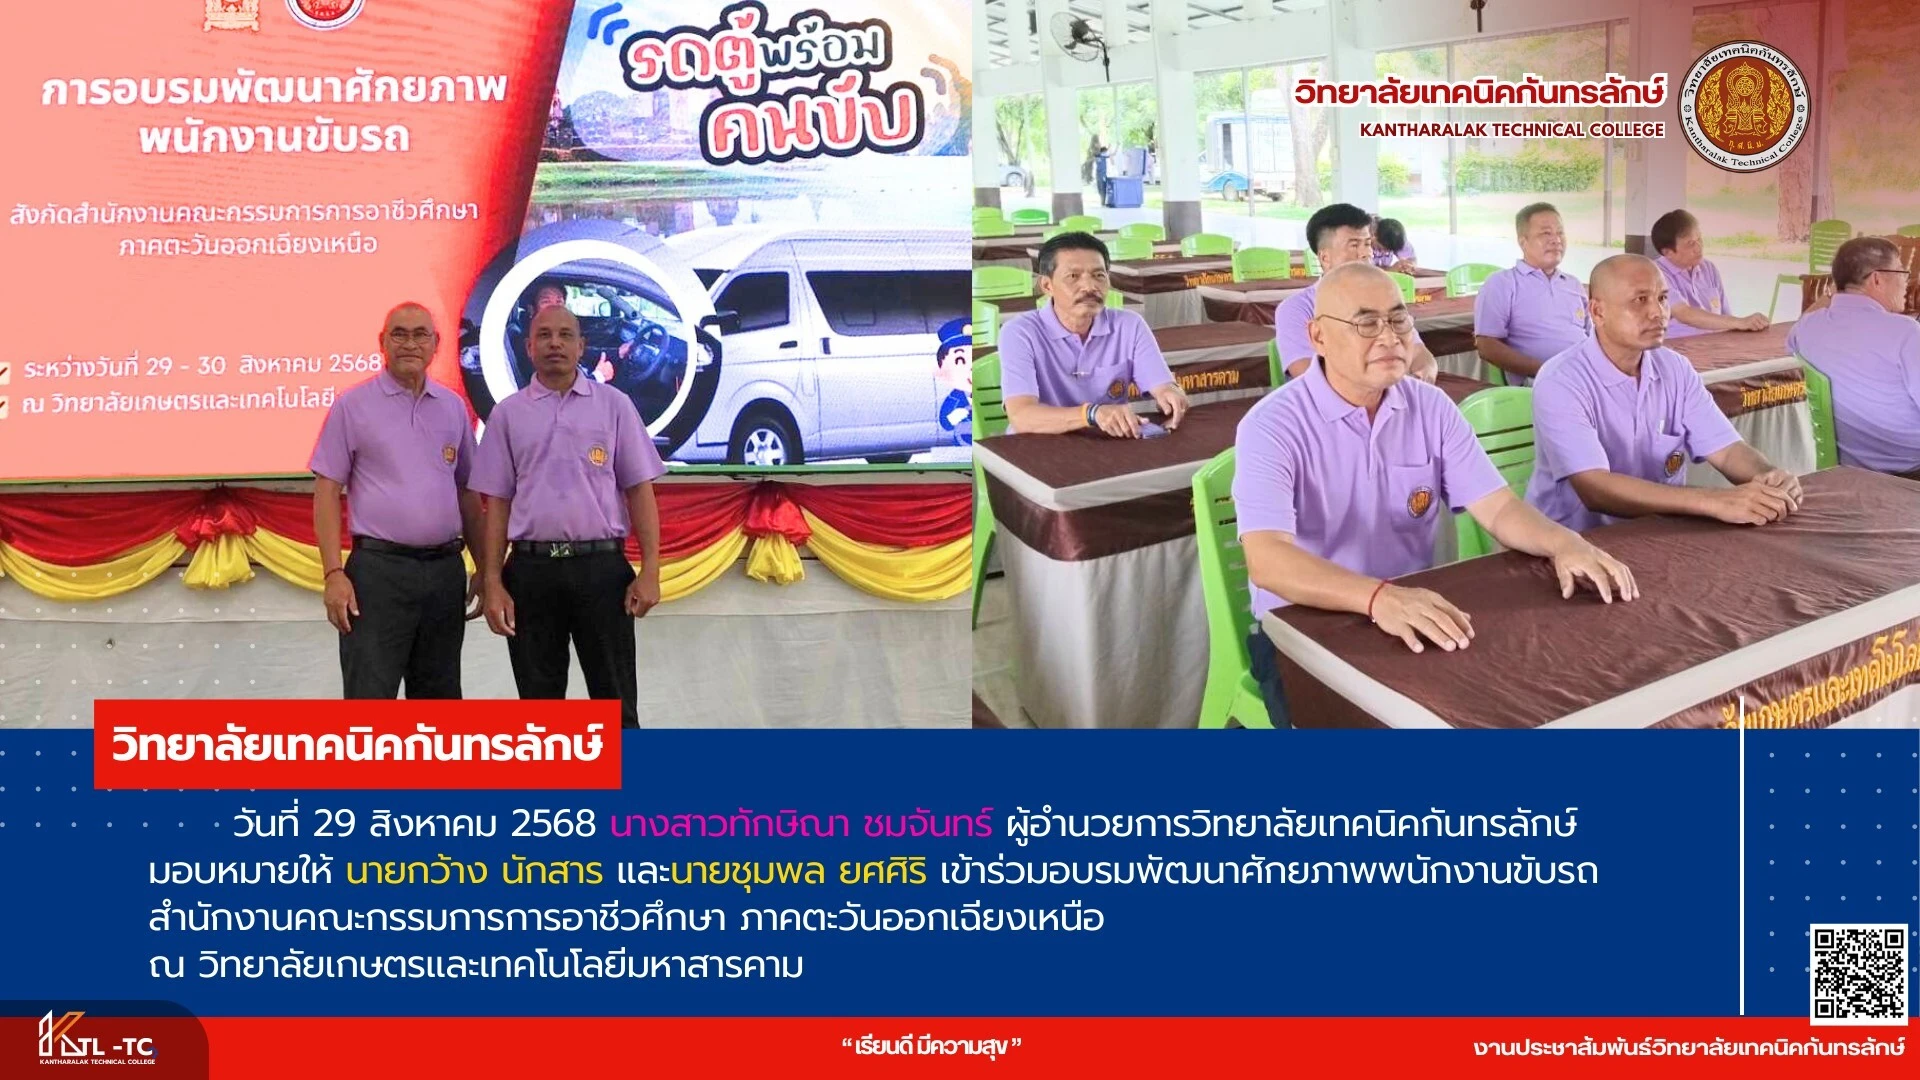 การอบรมพัฒนาศักยภาพ
พนักงานขับรถ
สังกัดสำนักงานคณะกรรมการการอาชีวศึกษา
ภาคตะวันออกเฉียงเหนือ
ระหว่างวันที่ 29 - 30 สิงหาคม 2568
ณ วิทยาลัยเกษตรและเทคโนโลยี
รถตู้พร้อม
คนขับ
วิทยาลัยเทคนิคกันทรลักษ์
KANTHARALAK TECHNICAL COLLEGE
วิทยาลัยเทคนิคกันทรลักษ์
Kantharalak Technical College
วิทยาลัยเทคนิคกันทรลักษ์
วันที่ 29 สิงหาคม 2568 นางสาวทักษิณา ชมจันทร์ ผู้อำนวยการวิทยาลัยเทคนิคกันทรลักษ์
มอบหมายให้ นายกว้าง นักสาร และนายชุมพล ยศศิริ เข้าร่วมอบรมพัฒนาศักยภาพพนักงานขับรถ
สำนักงานคณะกรรมการการอาชีวศึกษา ภาคตะวันออกเฉียงเหนือ
ณ วิทยาลัยเกษตรและเทคโนโลยีมหาสารคาม
KTL -TC
KANTHARALAK TECHNICAL COLLEGE
“ เรียนดี มีความสุข ”
งานประชาสัมพันธ์วิทยาลัยเทคนิคกันทรลักษ์